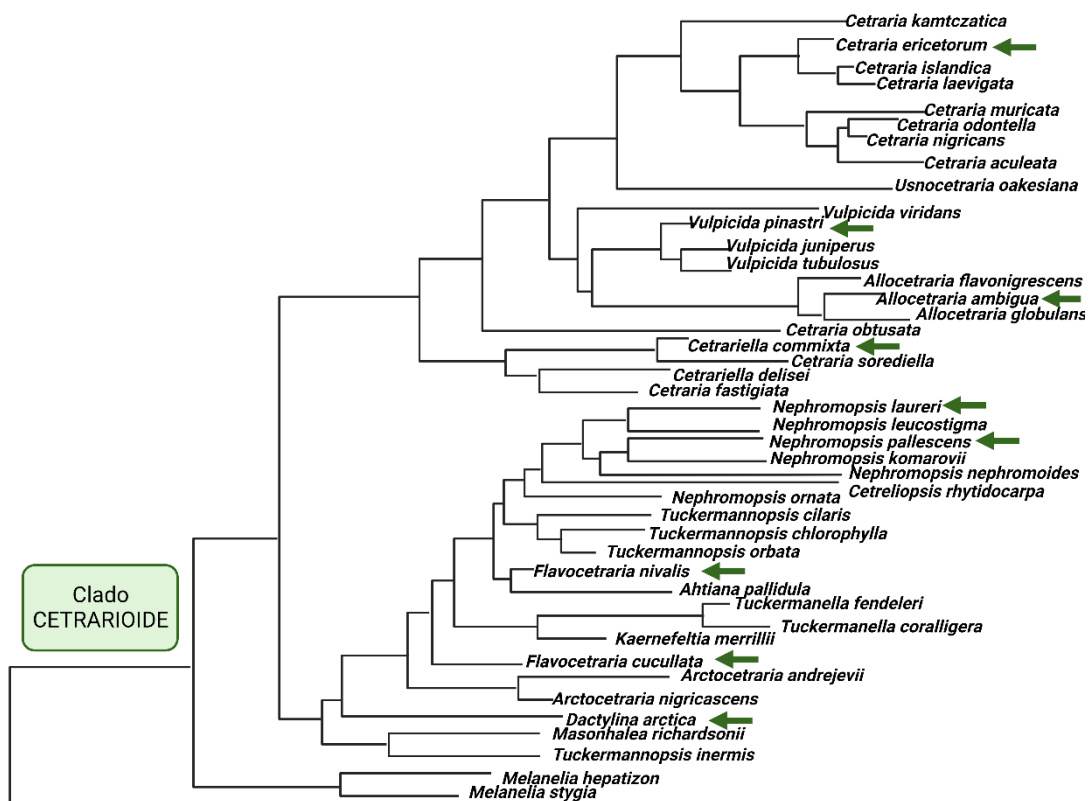 Cetraria kamtczatica
Cetraria ericetorum
Cetraria islandica
Cetraria laevigata
Cetraria muricata
Cetraria odontella
Cetraria nigricans
Cetraria aculeata
Usnocetraria oakesiana
Vulpicida viridans
Vulpicida pinastri
Vulpicida juniperus
Vulpicida tubulosus
Allocetraria flavonigrescens
Allocetraria ambigua
Allocetraria globulans
Cetraria obtusata
Cetrariella commixta
Cetraria sorediella
Cetrariella delisei
Cetraria fastigiata
Nephromopsis laureri
Nephromopsis leucostigma
Nephromopsis pallescens
Nephromopsis komarovii
Nephromopsis nephromoides
Cetreliopsis rhytidocarpa
Nephromopsis ornata
Tuckermannopsis cilaris
Tuckermannopsis chlorophylla
Tuckermannopsis orbata
Flavocetraria nivalis
Ahtiana pallidula
Tuckermanella fendeleri
Tuckermanella coralligera
Kaernefeltia merrillii
Flavocetraria cucullata
Arctocetraria andrejevii
Arctocetraria nigricascens
Dactylina arctica
Masonhalea richardsonii
Tuckermannopsis inermis
Melanelia hepatizon
Melanelia stygia
Clado
CETRARIOIDE